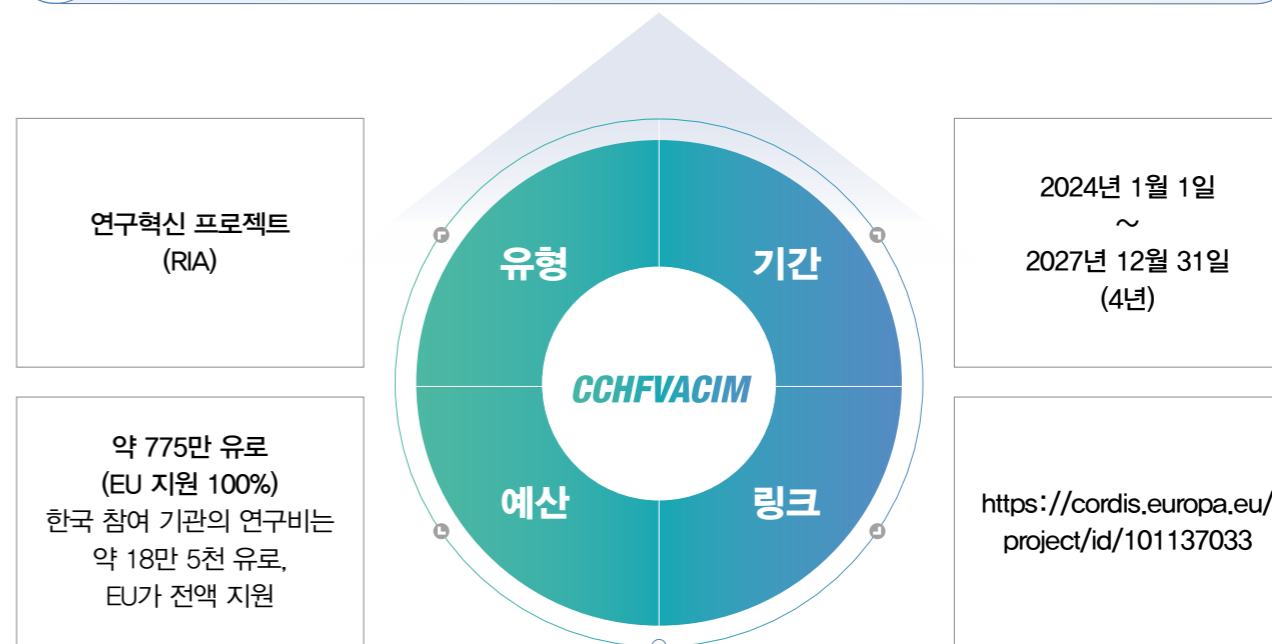 연구혁신 프로젝트
(RIA)
유형
기간
2024년 1월 1일
~
2027년 12월 31일
(4년)
CCHFVACIM
약 775만 유로
(EU 지원 100%)
한국 참여 기관의 연구비는
약 18만 5천 유로,
EU가 전액 지원
예산
링크
https://cordis.europa.eu/
project/id/101137033